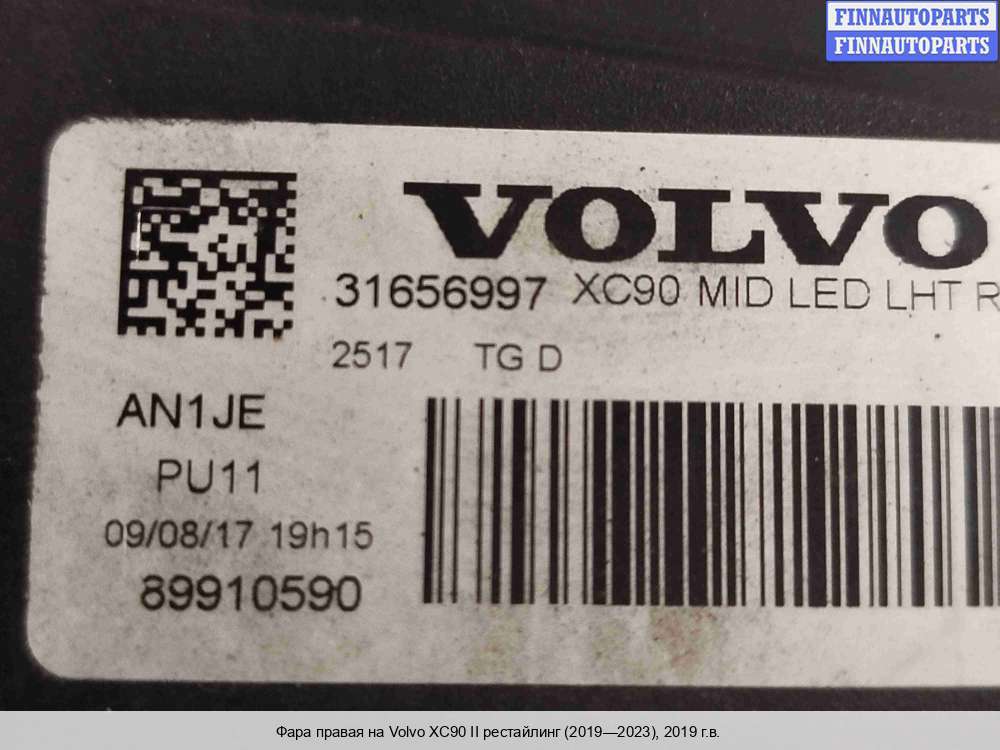 FINNAUTOPARTS
FINNAUTOPARTS
VOLVO
31656997 XC90 MID LED LHT R
2517 TG D
AN1JE
PU11
09/08/17 19h15
89910590
Фара правая на Volvo XC90 II рестайлинг (2019—2023), 2019 г.в.